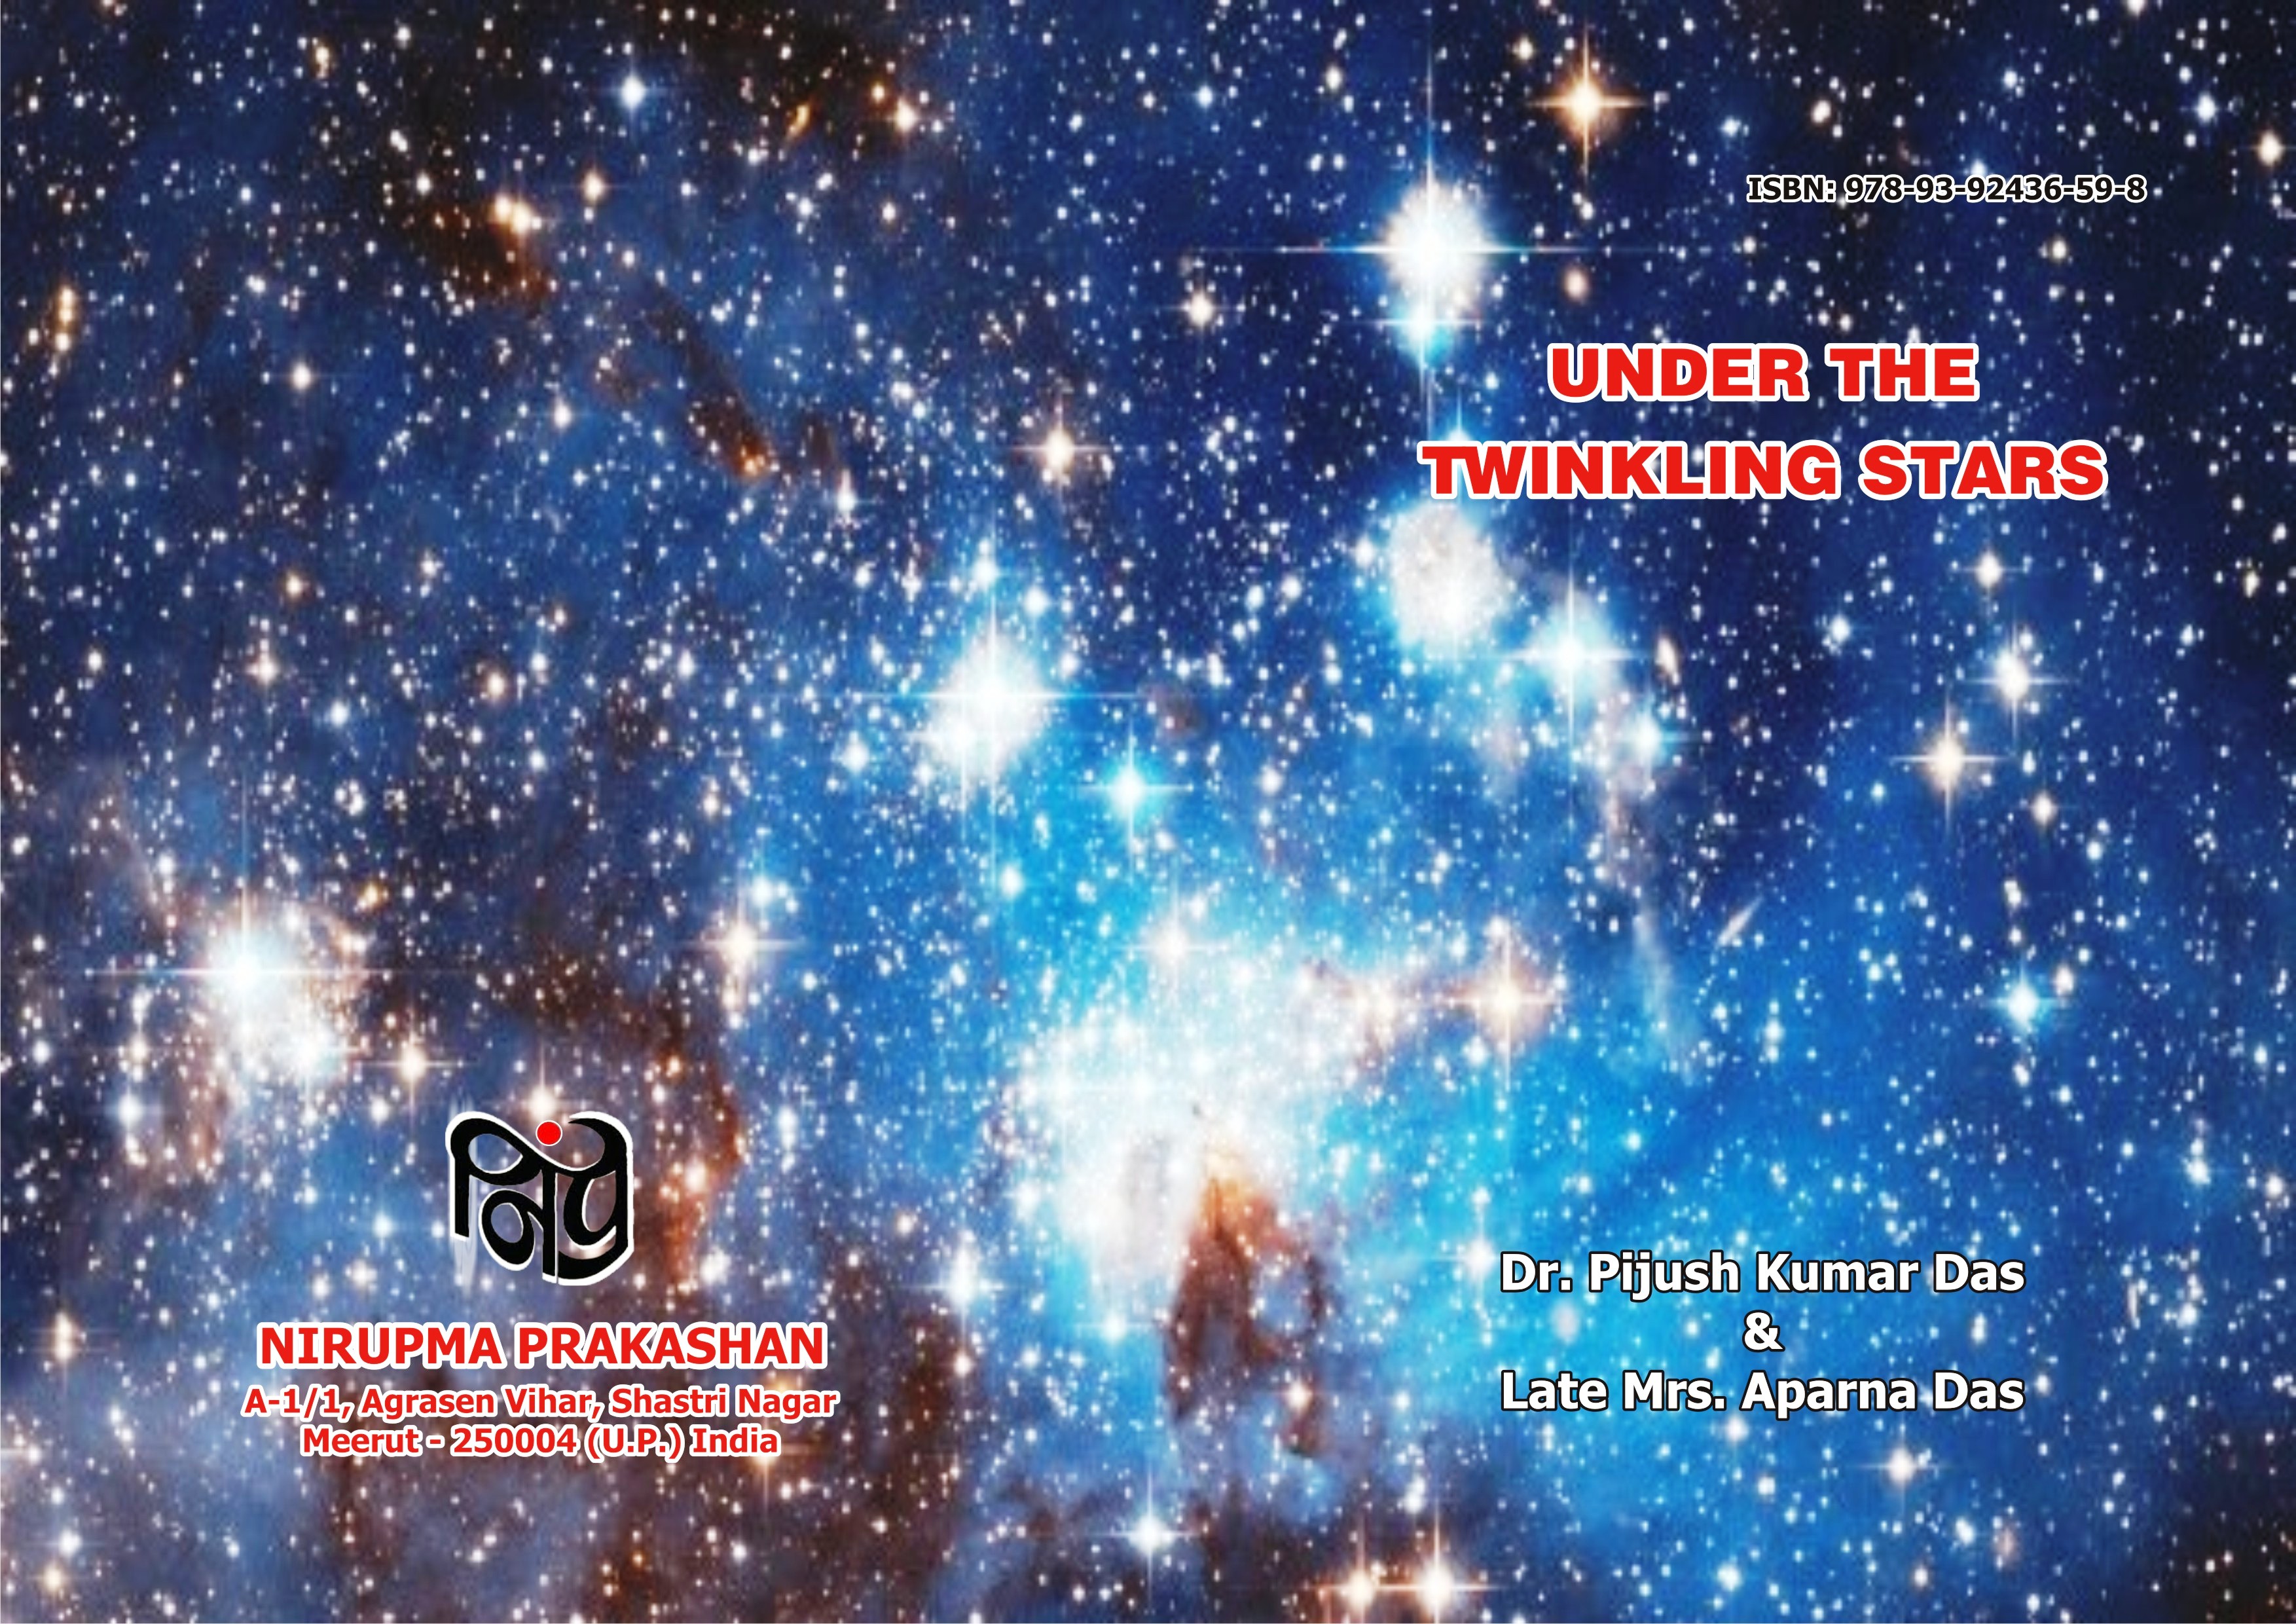 ISBN: 978-93-92436-59-8
UNDER THE
TWINKLING STARS
Dr. Pijush Kumar Das
&
Late Mrs. Aparna Das
NIRUPMA PRAKASHAN
A-1/1, Agrasen Vihar, Shastri Nagar
Meerut - 250004 (U.P.) India